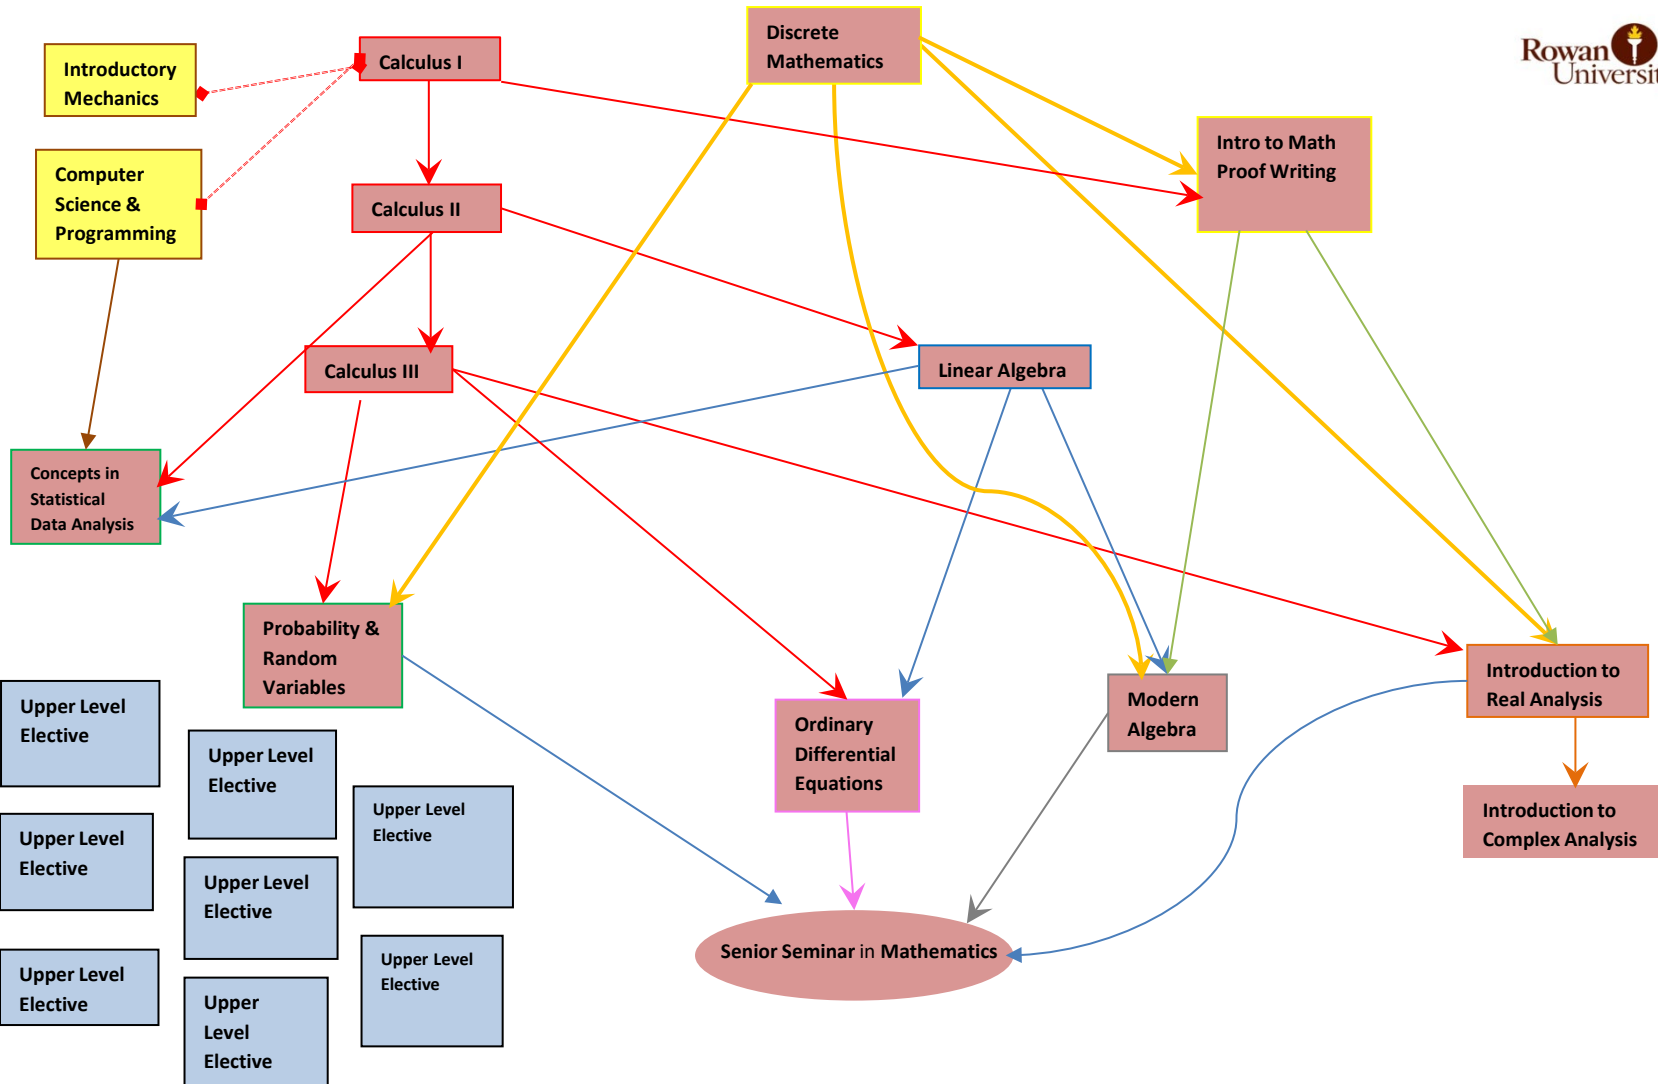 Discrete
Mathematics
Rowan
Universit
Introductory
Mechanics
Calculus I
Intro to Math
Proof Writing
Computer
Science &
Programming
Calculus II
Calculus III
Linear Algebra
Concepts in
Statistical
Data Analysis
Probability &
Random
Variables
Introduction to
Real Analysis
Modern
Algebra
Ordinary
Differential
Equations
Upper Level
Elective
Upper Level
Elective
Upper Level
Elective
Introduction to
Complex Analysis
Upper Level
Elective
Upper Level
Elective
Senior Seminar in Mathematics
Upper Level
Elective
Upper Level
Elective
Upper
Level
Elective